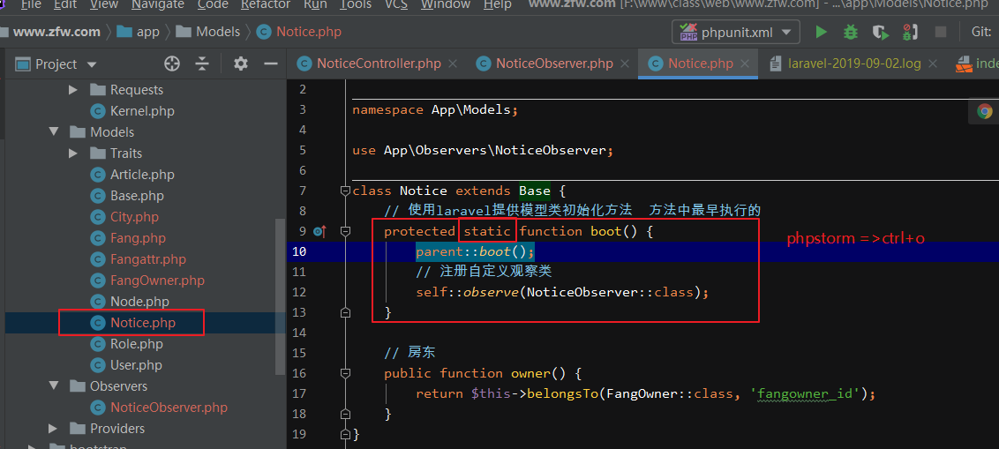 File Edit View Navigate Code Refactor Run Tools VCS Window Help www.zfw.com [F:\www\class\web\www.zfw.com] - ...\app\Models\Notice.php
www.zfw.com app Models Notice.php phpunit.xml Git:
Project NoticeController.php NoticeObserver.php Notice.php laravel-2019-09-02.log
Requests
Kernel.php
Models
Traits
Article.php
Base.php
City.php
Fang.php
Fangattr.php
FangOwner.php
Node.php
Notice.php
Role.php
User.php
Observers
NoticeObserver.php
Providers
bootstrap
2
3 namespace App\Models;
4
5 use App\Observers\NoticeObserver;
6
7 class Notice extends Base {
8 // 使用laravel提供模型类初始化方法 方法中最早执行的
9 protected static function boot() {
10 parent::boot();
11 // 注册自定义观察类
12 self::observe(NoticeObserver::class);
13 }
14
15 // 房东
16 public function owner() {
17 return $this->belongsTo(FangOwner::class, 'fangowner_id');
18 }
19 }
phpstorm =>ctrl+o